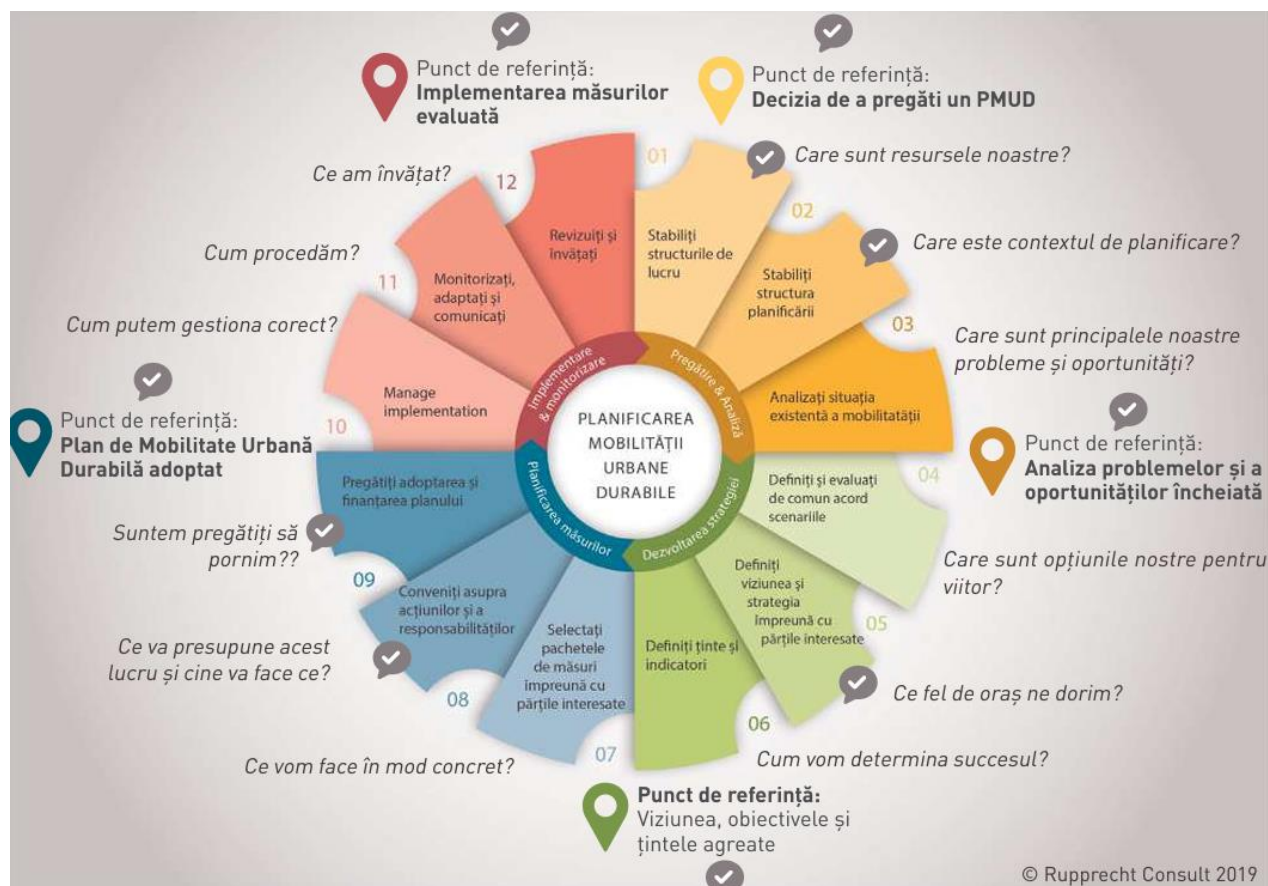 Punct de referință:
Implementarea măsurilor
evaluată
Punct de referință:
Decizia de a pregăti un PMUD
Ce am învățat?
12
01
Care sunt resursele noastre?
Cum procedăm?
11
Revizuiți și
învățați
Stabiliți
structurile de
lucru
02
Care este contextul de planificare?
Monitorizați,
adaptați și
comunicați
Stabiliți
structura
planificării
Cum putem gestiona corect?
03
Care sunt principalele noastre
probleme și oportunități?
Implementare
& monitorizare
Pregătire & Analiză
Manage
implementation
Analizați situația
existentă a mobilitatății
10
Punct de referință:
Plan de Mobilitate Urbană
Durabilă adoptat
PLANIFICAREA
MOBILITĂȚII
URBANE
DURABILE
Punct de referință:
Analiza problemelor și a
oportunităților încheiată
Pregătiți adoptarea și
finanțarea planului
Planificarea măsurilor
Dezvoltarea strategiei
Definiți și evaluați
de comun acord
scenariile
04
Suntem pregătiți să
pornim??
09
Care sunt opțiunile nostre pentru
viitor?
Conveniți asupra
acțiunilor și a
responsabilităților
Definiți
viziunea și
strategia
împreună cu
părțile interesate
05
Ce va presupune acest
lucru și cine va face ce?
08
Selectați
pachetele
de măsuri
împreună cu
părțile interesate
Definiți ținte și
indicatori
Ce fel de oraș ne dorim?
06
07
Cum vom determina succesul?
Ce vom face în mod concret?
Punct de referință:
Viziunea, obiectivele și
țintele agreate
© Rupprecht Consult 2019